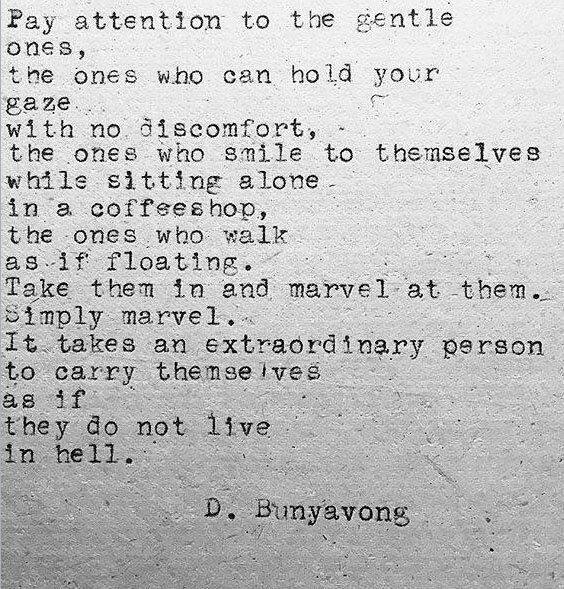 Pay attention to the gentle
ones,
the ones who can hold your
gaze
with no discomfort,
the ones who smile to themselves
while sitting alone
in a coffeeshop,
the ones who walk
as if floating.
Take them in and marvel at them.
Simply marvel.
It takes an extraordinary person
to carry themselves
as if
they do not live
in hell.
D. Bunyavong